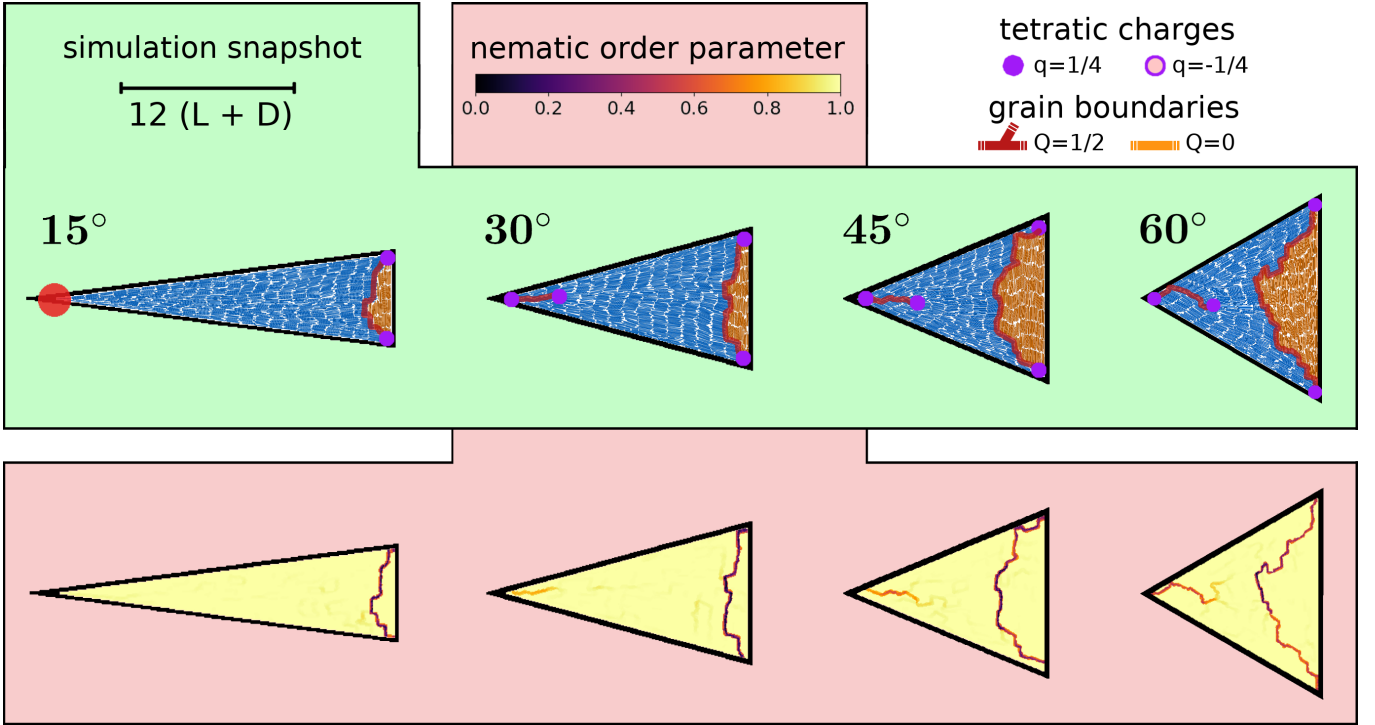 simulation snapshot
12 (L + D)
nematic order parameter
0.0 0.2 0.4 0.6 0.8 1.0
tetratic charges
q=1/4 q=-1/4
grain boundaries
Q=1/2 Q=0
15° 30° 45° 60°